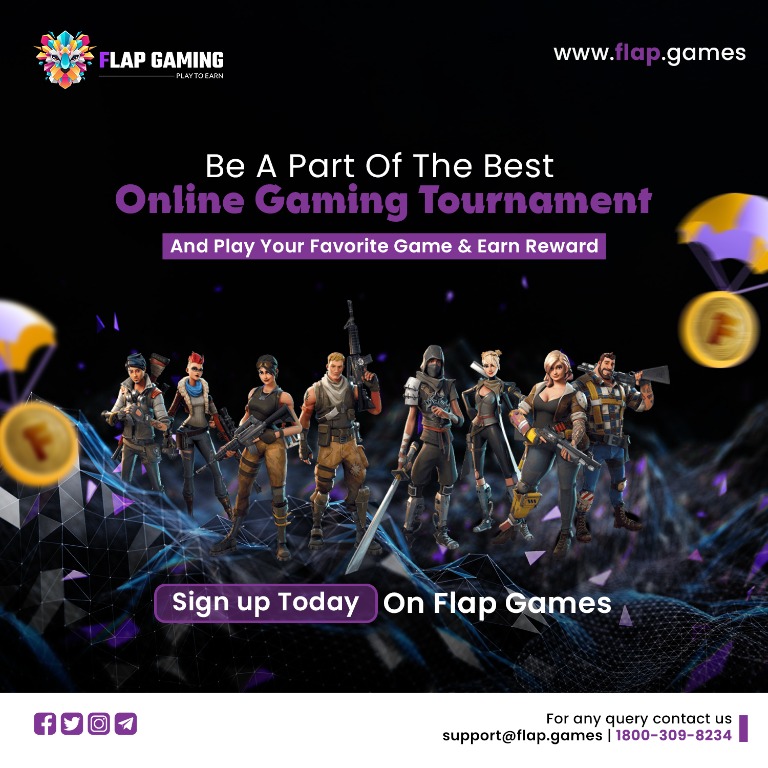 FLAP GAMING
PLAY TO EARN
www.flap.games
Be A Part Of The Best
Online Gaming Tournament
And Play Your Favorite Game & Earn Reward
F
F
Sign up Today On Flap Games
For any query contact us
support@flap.games | 1800-309-8234